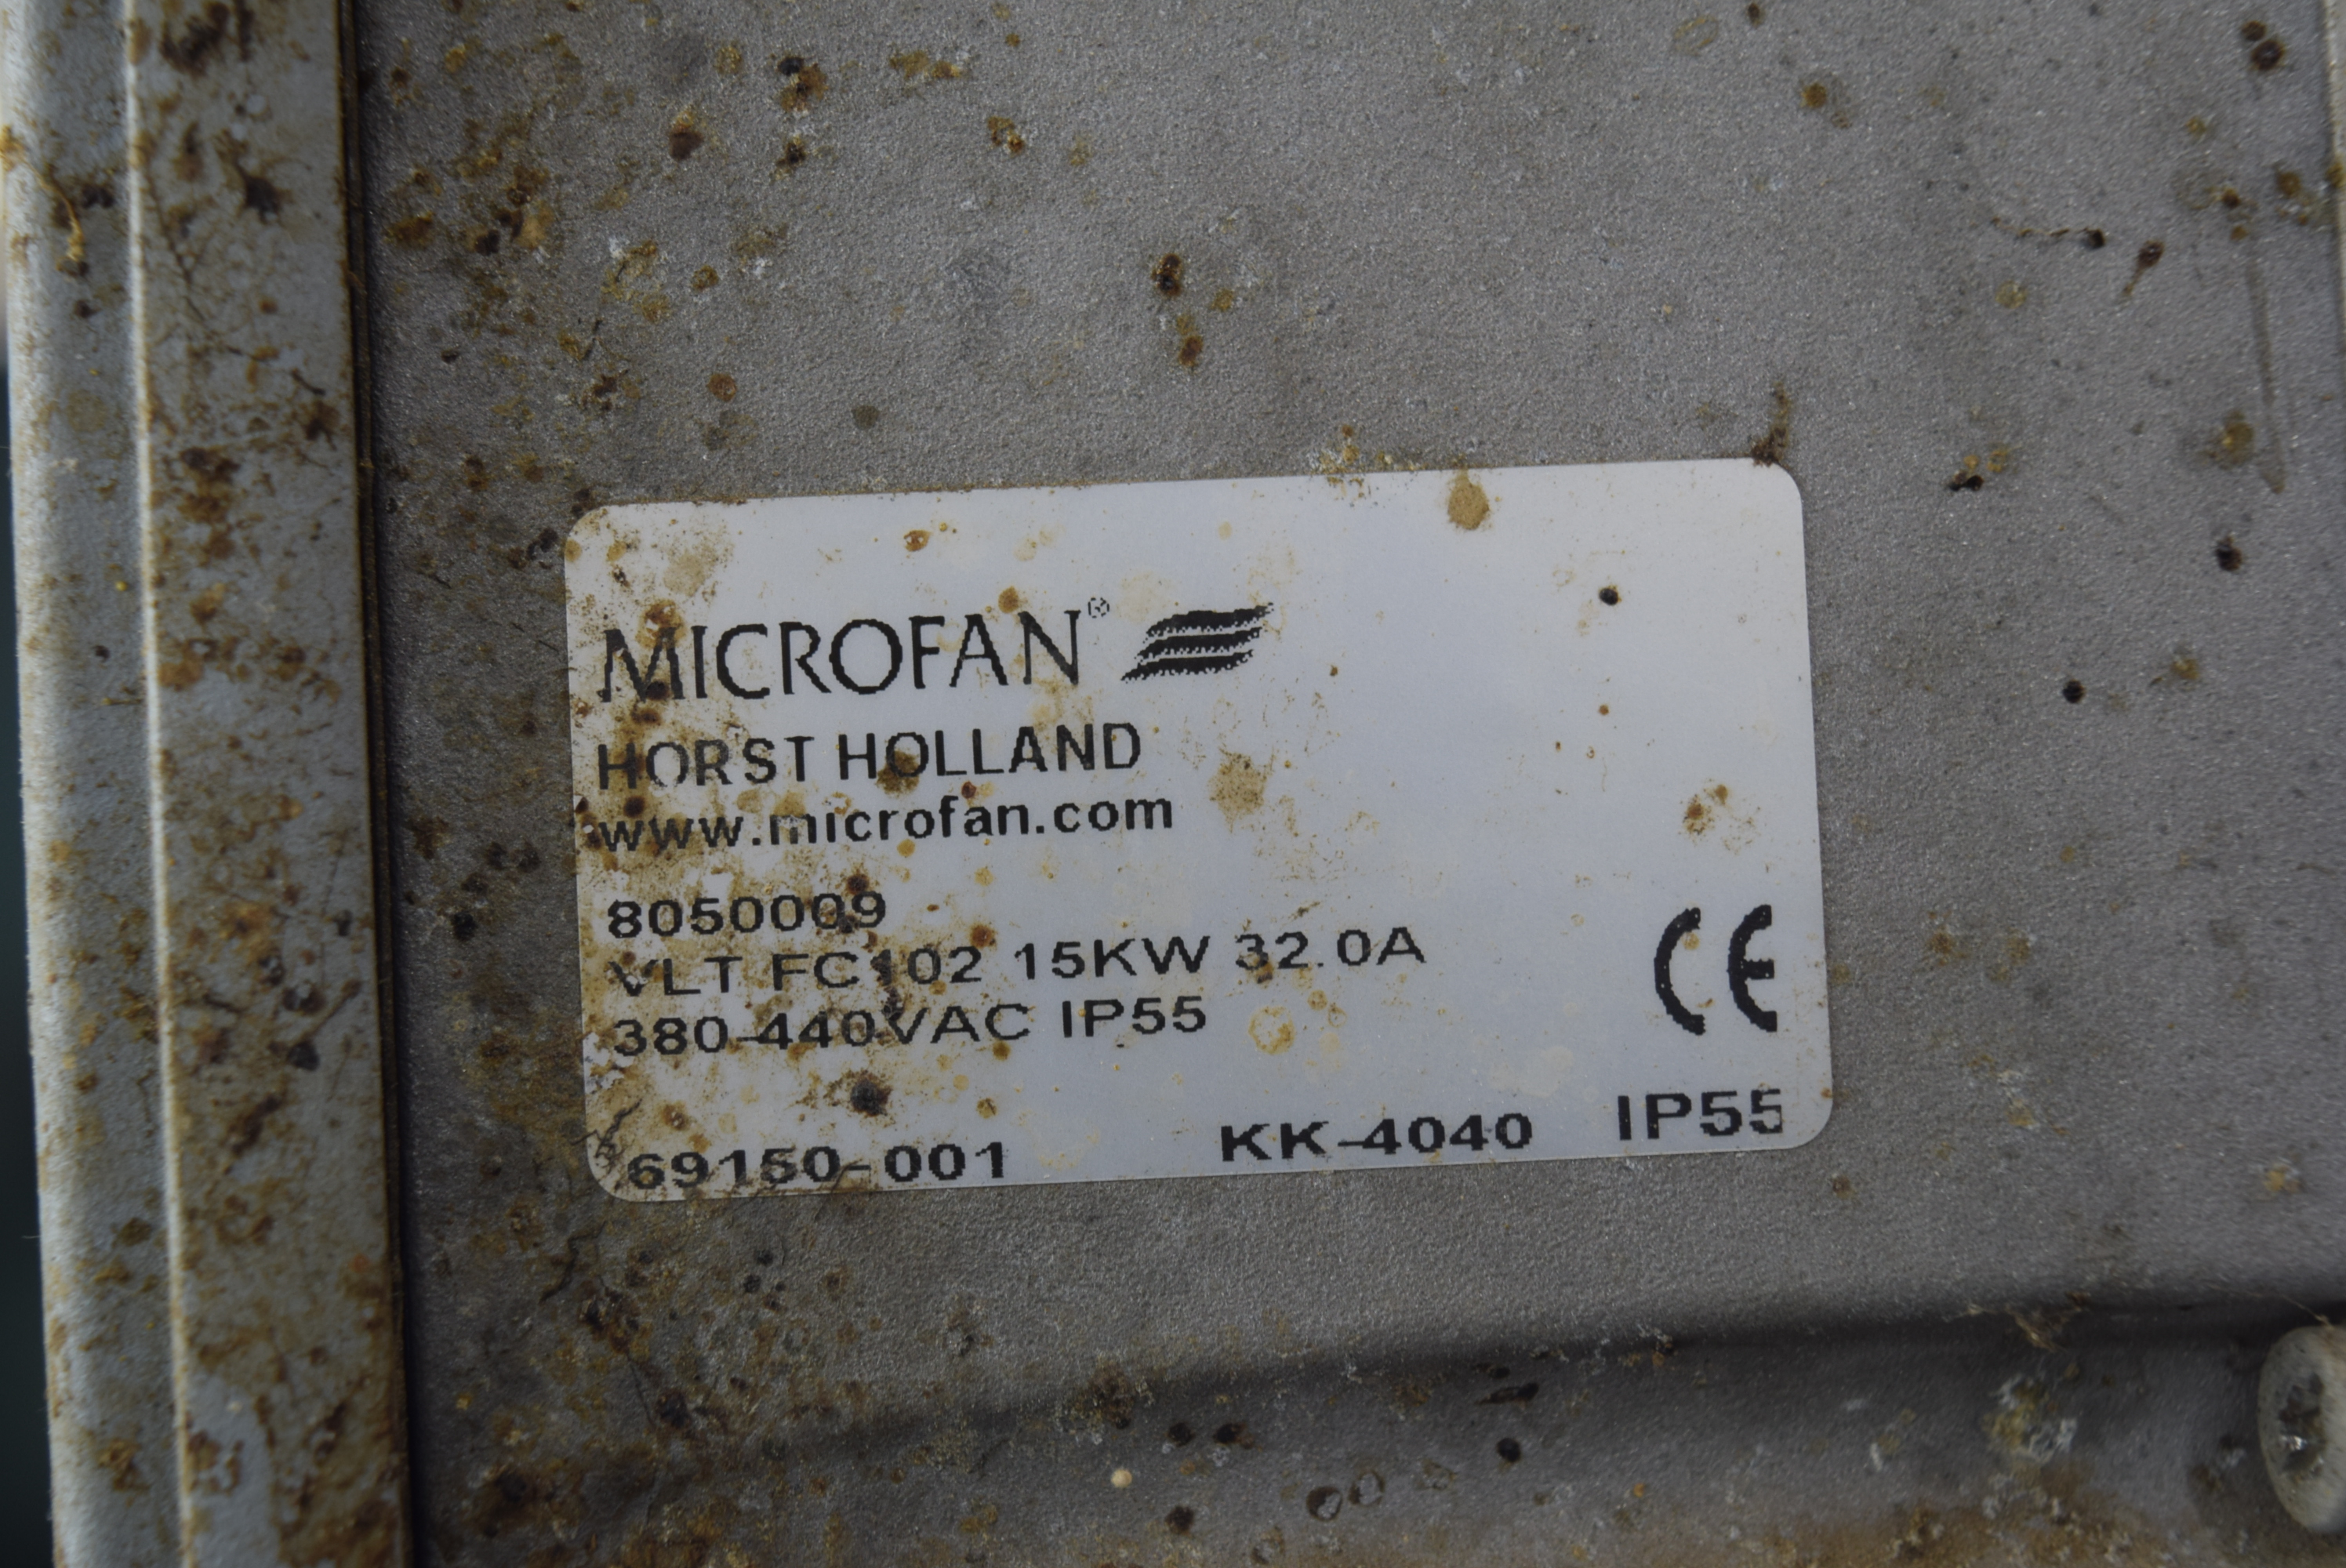 MICROFAN®
HORST HOLLAND
www.microfan.com
8050009
VLT FC102 15KW 32.0A
380-440VAC IP55
CE
69150-001 KK-4040 IP55